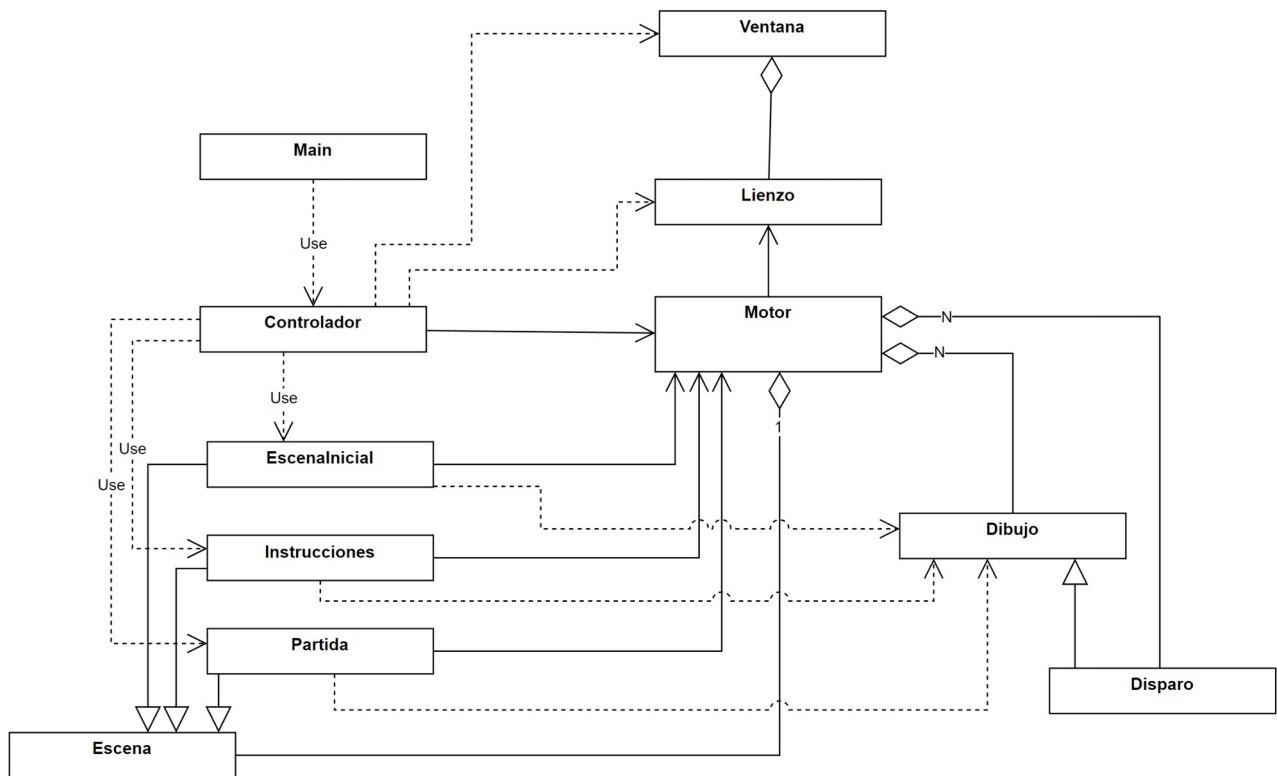 Ventana
Main
Lienzo
Use
Motor
N
Controlador
N
Use
1
Use
EscenaInicial
Use
Dibujo
Instrucciones
Partida
Disparo
Escena